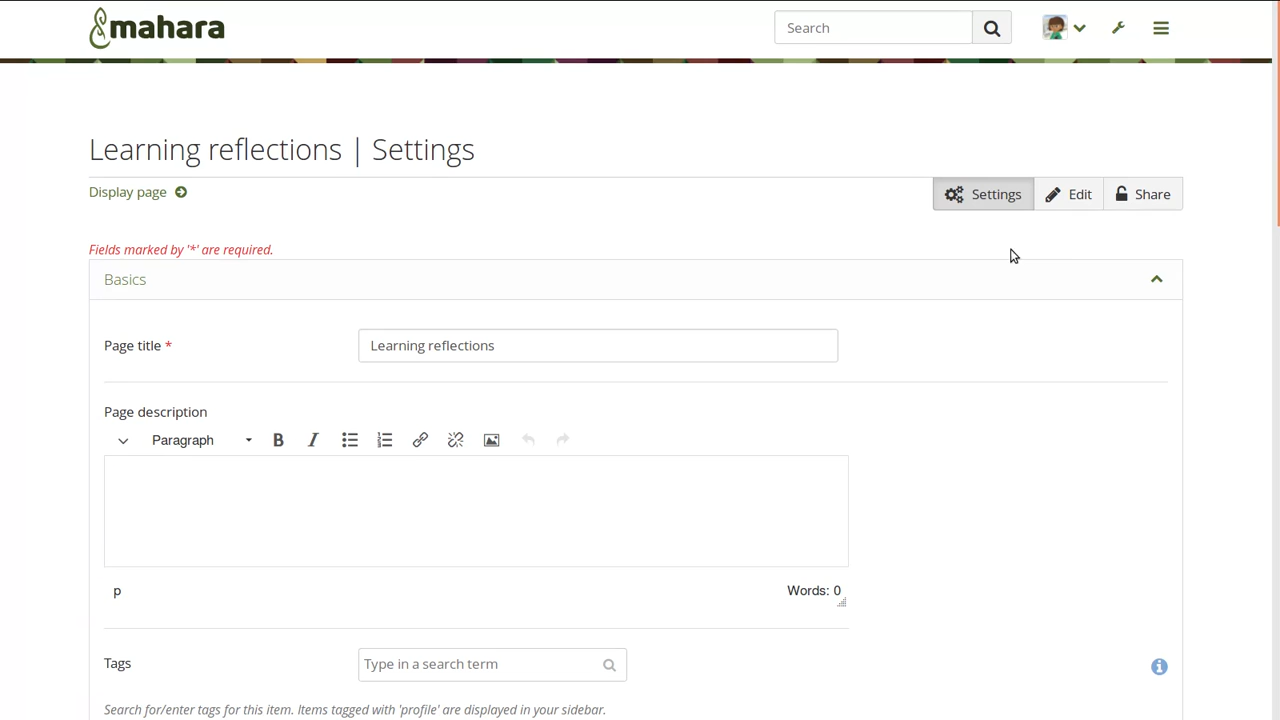 mahara
Search
Learning reflections | Settings
Display page
Settings
Edit
Share
Fields marked by '*' are required.
Basics
Page title *
Learning reflections
Page description
Paragraph
B I
p
Words: 0
Tags
Type in a search term
Search for/enter tags for this item. Items tagged with 'profile' are displayed in your sidebar.